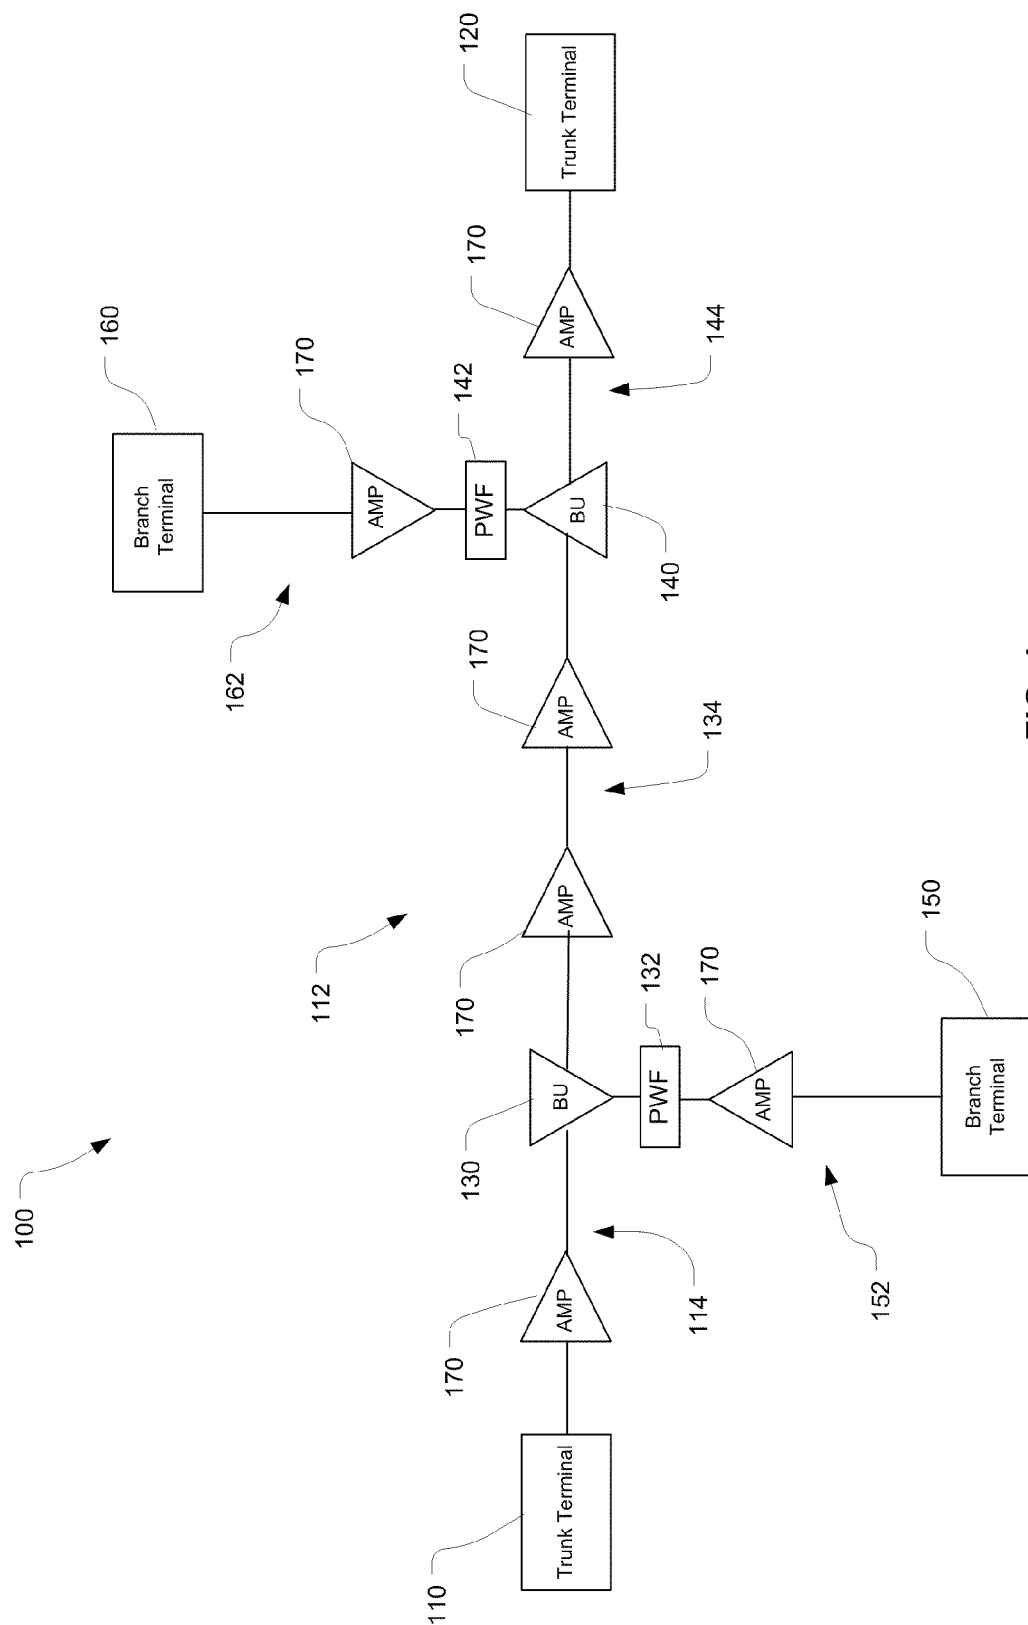 100
160
Branch
Terminal
162
170
112
AMP
110
170
130
170
170
142
170
120
PWF
Trunk Terminal
AMP
BU
AMP
AMP
BU
AMP
Trunk Terminal
132
PWF
140
114
170
134
144
AMP
152
150
Branch
Terminal